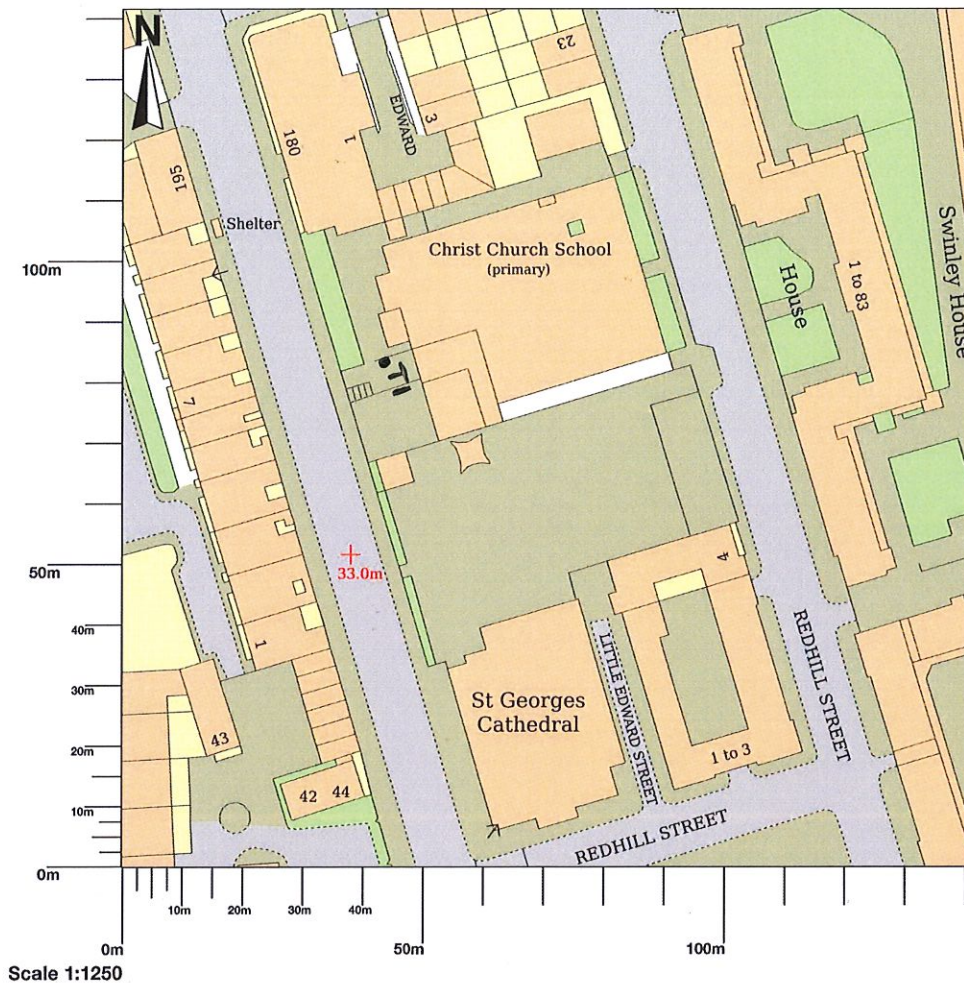 N
EDWARD
23
3
180
1
195
Shelter
Christ Church School
(primary)
Swinley House
House
1 to 83
100m
7
50m
33.0m
4
40m
1
LITTLE EDWARD STREET
REDHILL STREET
30m
St Georges
Cathedral
43
20m
1 to 3
42 44
10m
REDHILL STREET
0m
10m 20m 30m 40m
0m 50m 100m
Scale 1:1250